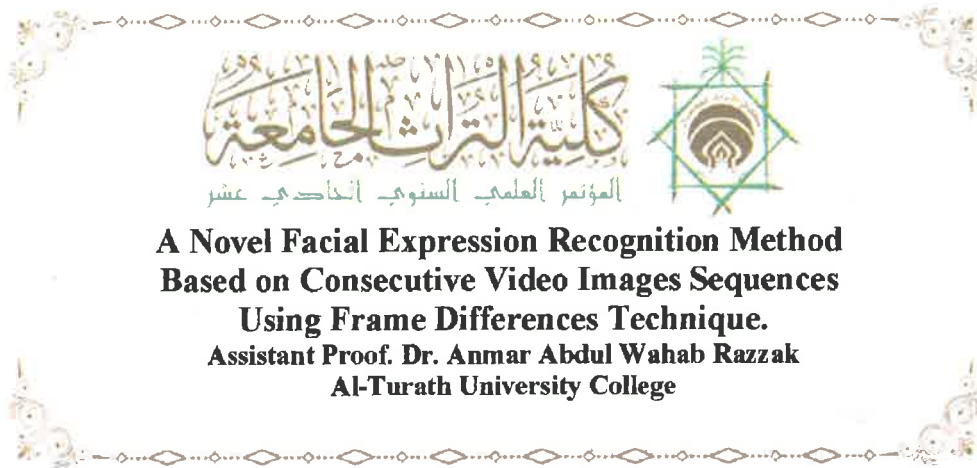 كلية التراث الجامعة
المؤتمر العلمي السنوي الحادي عشر
A Novel Facial Expression Recognition Method
Based on Consecutive Video Images Sequences
Using Frame Differences Technique.
Assistant Proof. Dr. Anmar Abdul Wahab Razzak
Al-Turath University College